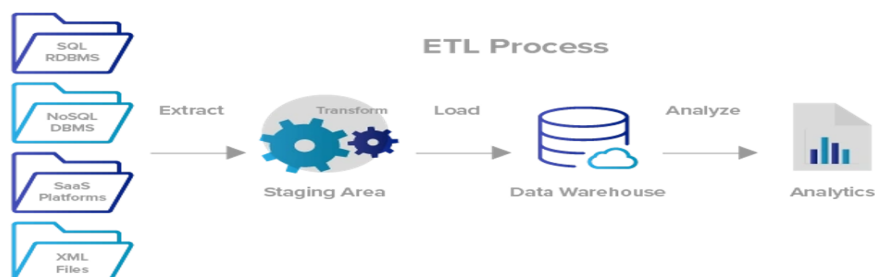 ETL Process
SQL
RDBMS
NoSQL
DBMS
SaaS
Platforms
XML
Files
Extract
Transform
Staging Area
Load
Data Warehouse
Analyze
Analytics